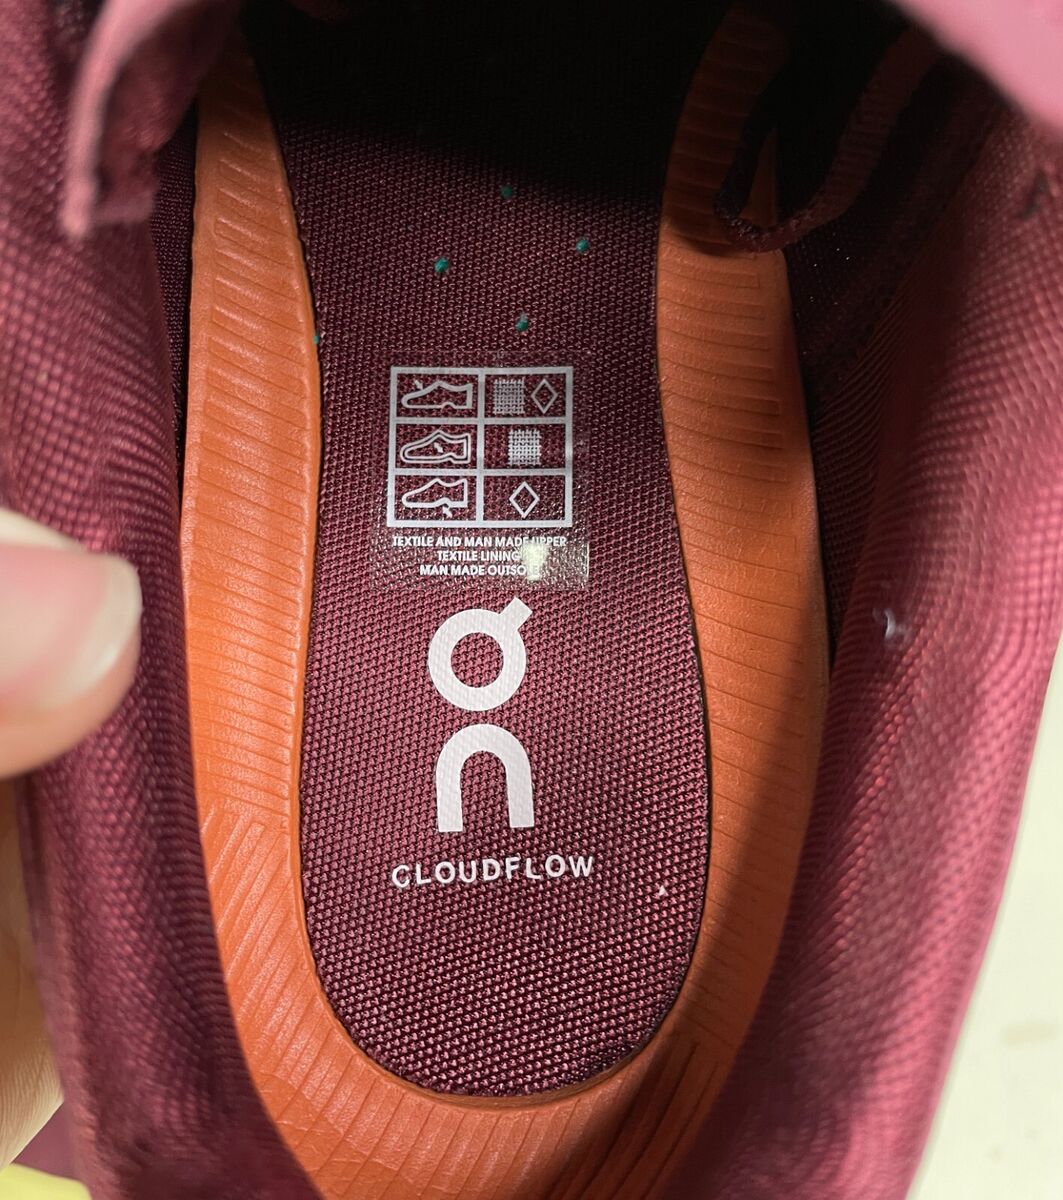 TEXTILE AND MAN MADE UPPER
TEXTILE LINING
MAN MADE OUTSOLE
On
CLOUDFLOW